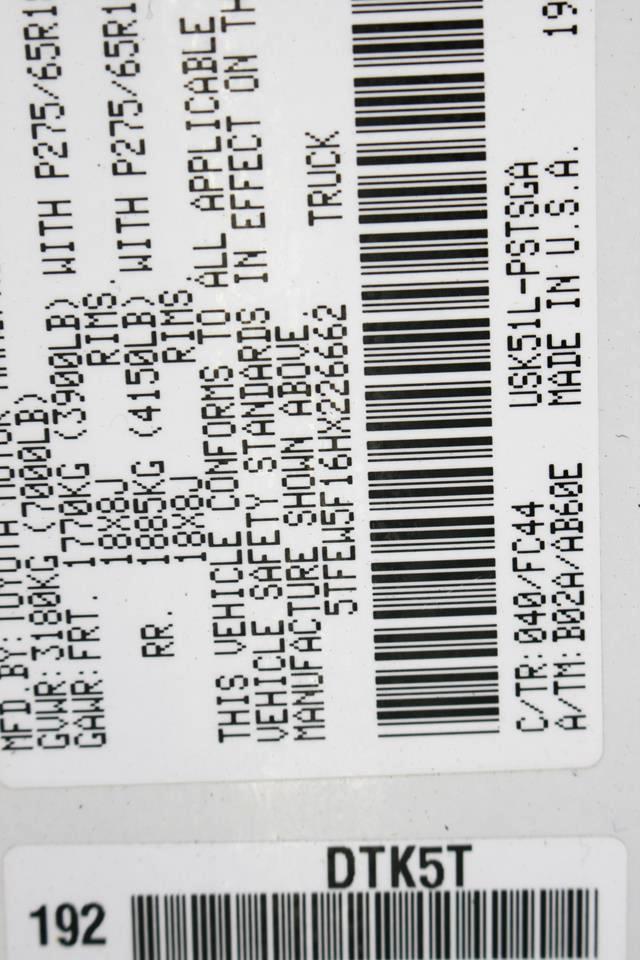 MFD.BY:TOYOTA MOTOR
GVWR:3180KG (7000LB)
GAWR:FRT. 1770KG (3900LB) WITH P275/65R1
18X8J RIMS.
RR. 1885KG (4150LB) WITH P275/65R1
18X8J RIMS.
THIS VEHICLE CONFORMS TO ALL APPLICABLE
VEHICLE SAFETY STANDARDS IN EFFECT ON TH
MANUFACTURE SHOWN ABOVE.
5TFEW5F16HX226662 TRUCK
C/TR:040/FC44 USK51L-PSTSGA
A/TM:B02A/AB60E MADE IN U.S.A. 19
DTK5T
192